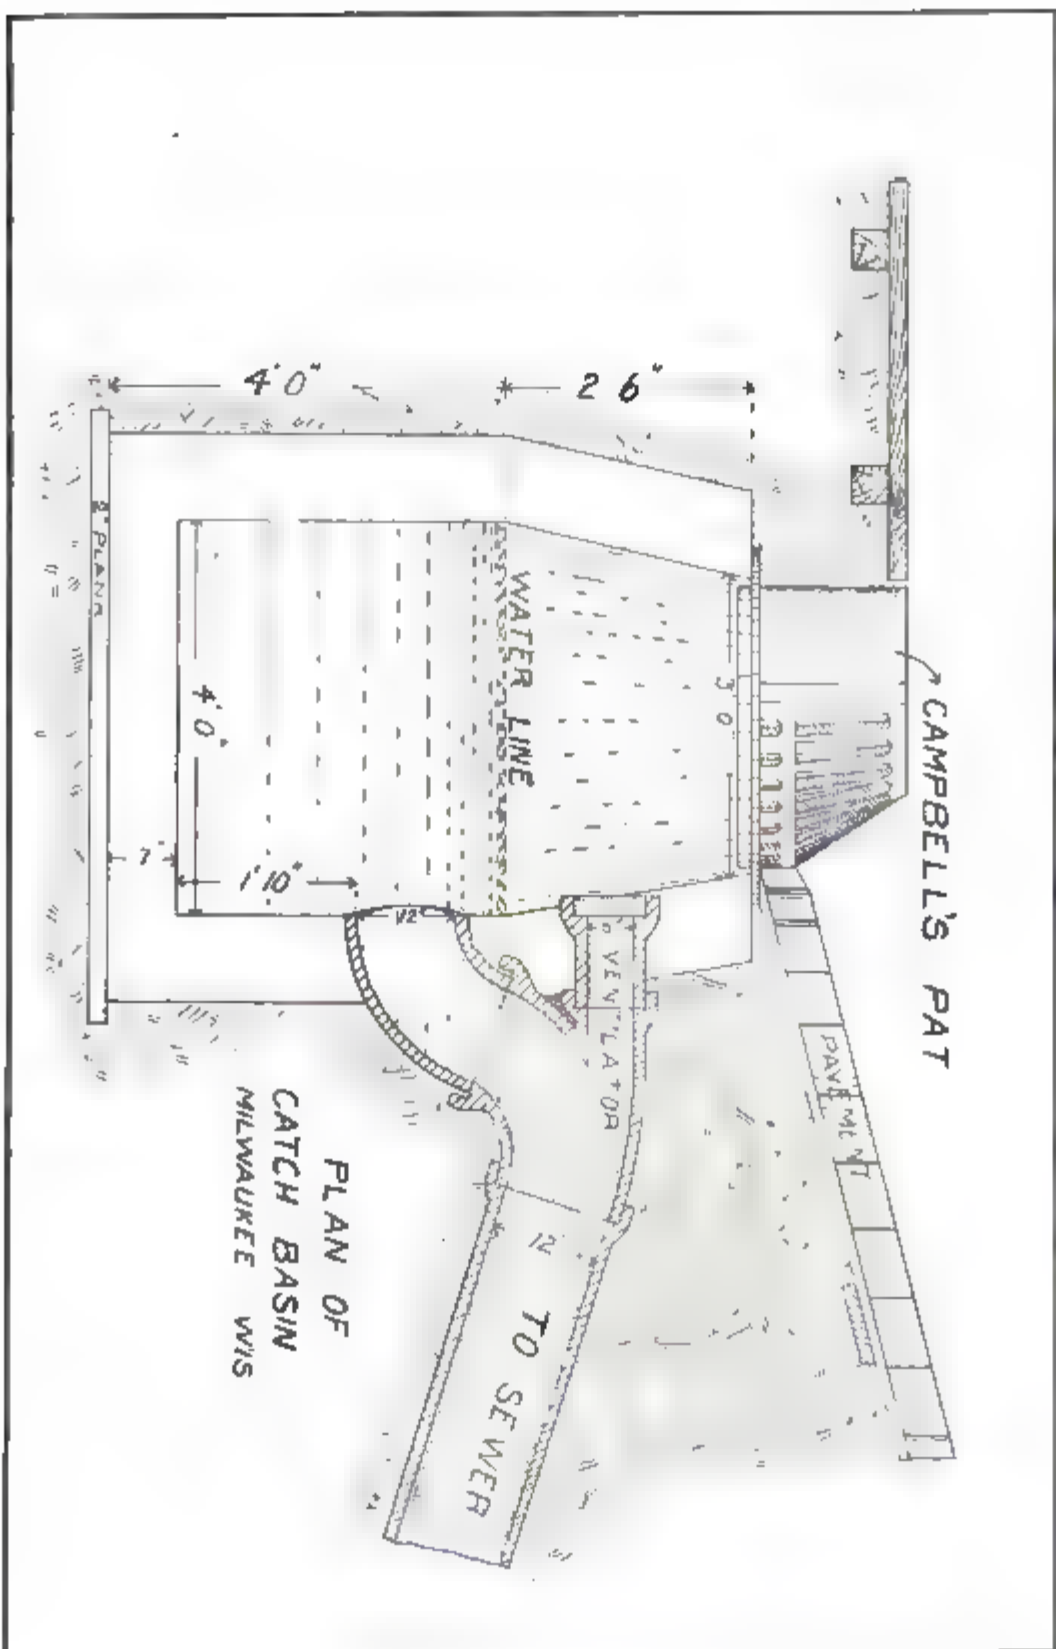 CAMPBELL'S PAT
PAVEMENT
2' 6"
4' 0"
3 0
WATER LINE
VENTILATOR
4' 0"
1' 10"
12
7"
2" PLANK
12
TO SEWER
PLAN OF
CATCH BASIN
MILWAUKEE WIS